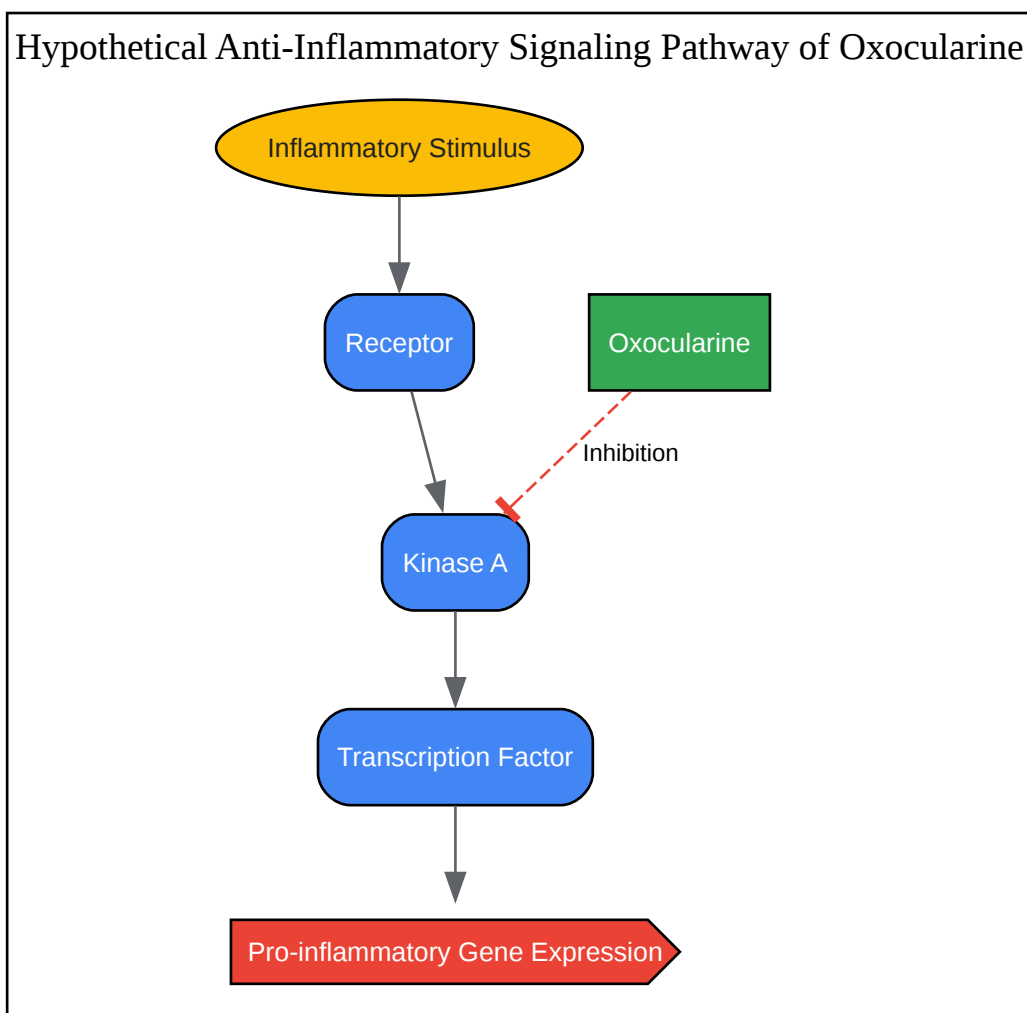 Hypothetical Anti-Inflammatory Signaling Pathway of Oxocularine
Inflammatory Stimulus
Receptor
Oxocularine
Inhibition
Kinase A
Transcription Factor
Pro-inflammatory Gene Expression